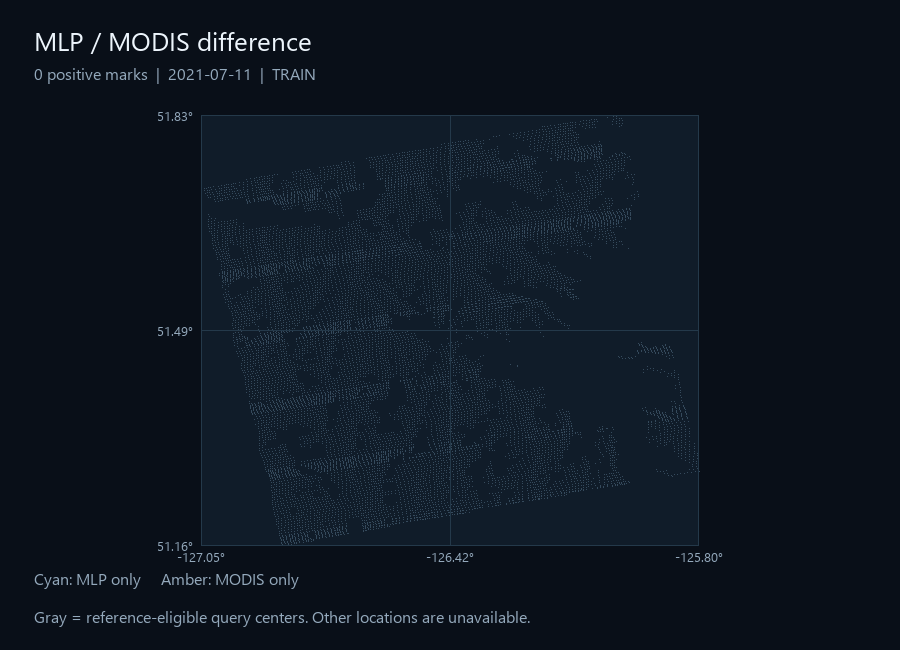 MLP / MODIS difference
0 positive marks | 2021-07-11 | TRAIN
51.83°
51.49°
51.16°
-127.05° -126.42° -125.80°
Cyan: MLP only Amber: MODIS only
Gray = reference-eligible query centers. Other locations are unavailable.